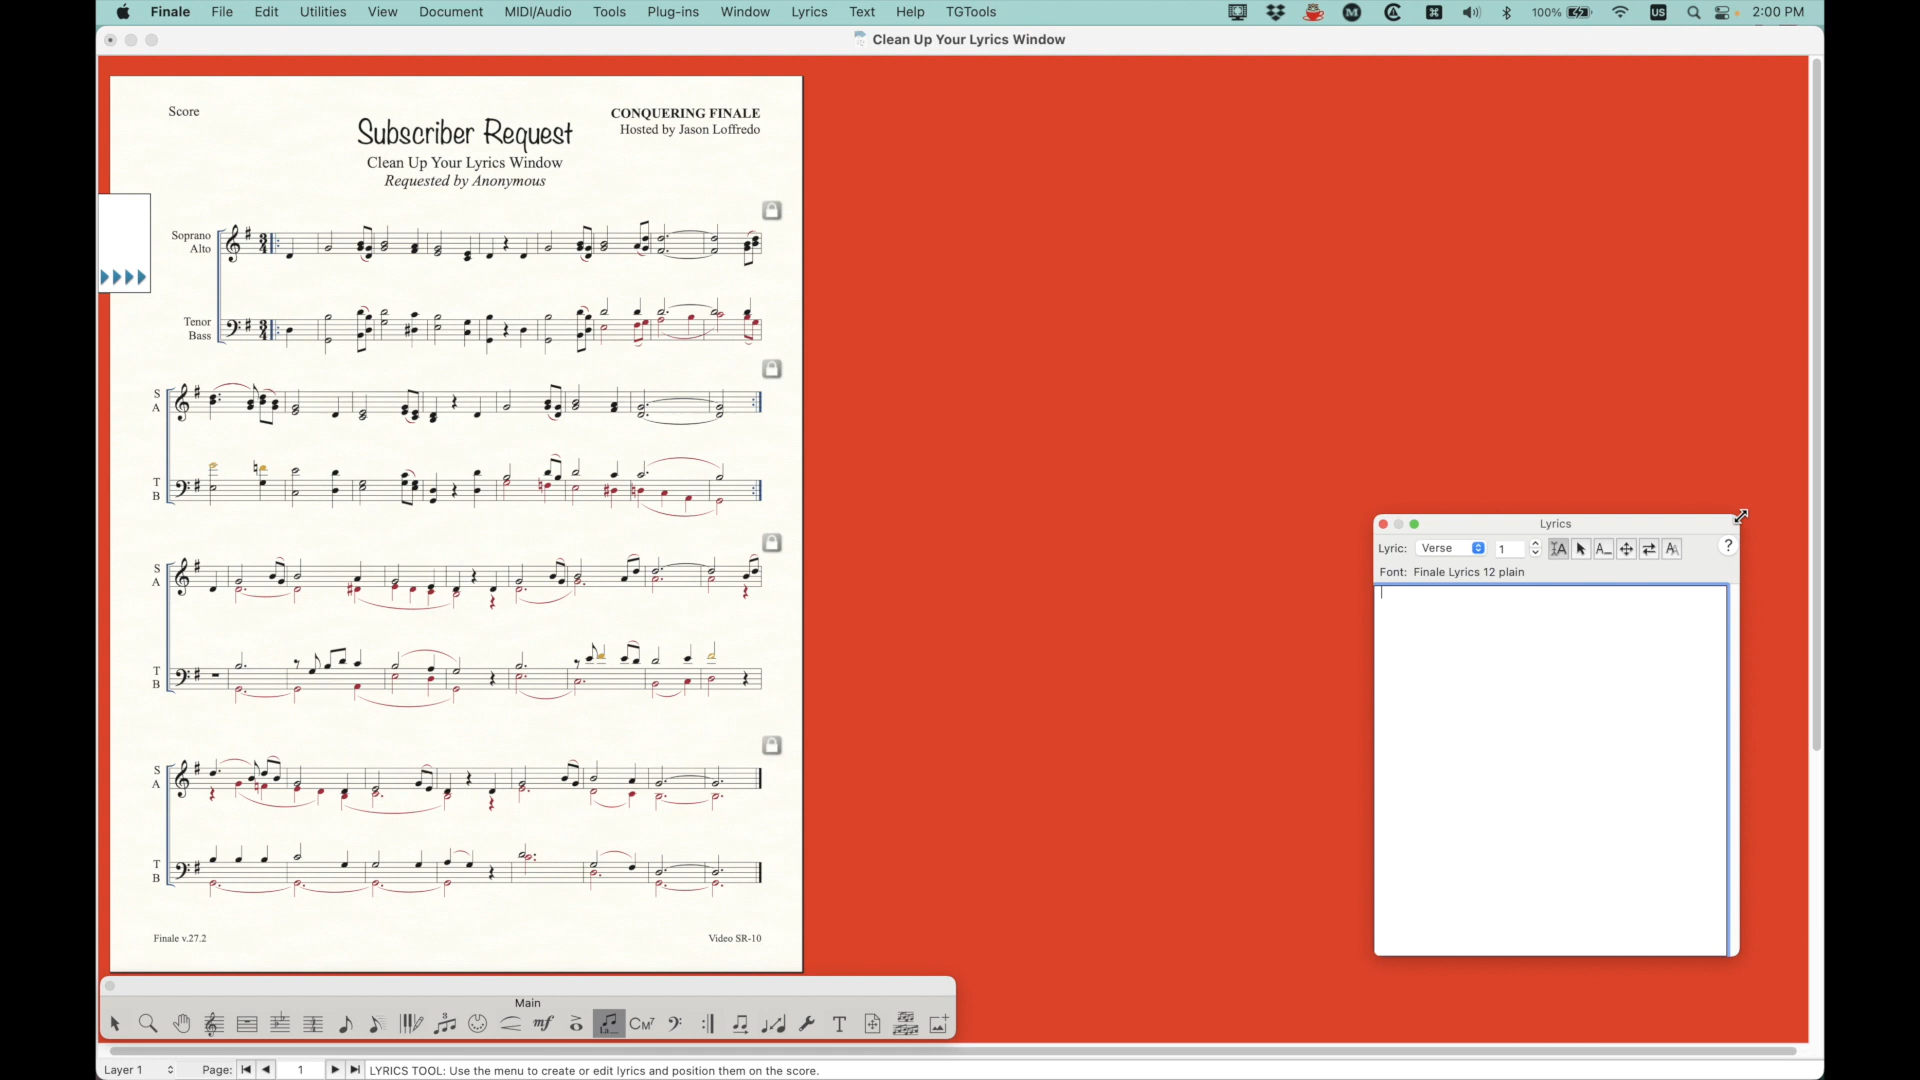 Finale File Edit Utilities View Document MIDI/Audio Tools Plug-ins Window Lyrics Text Help TGTools 100% US 2:00 PM
Clean Up Your Lyrics Window
Score
CONQUERING FINALE
Hosted by Jason Loffredo
Subscriber Request
Clean Up Your Lyrics Window
Requested by Anonymous
Soprano
Alto
Tenor
Bass
S
A
T
B
S
A
T
B
S
A
T
B
Finale v.27.2
Video SR-10
Lyrics
Lyric: Verse 1 ?
Font: Finale Lyrics 12 plain
Main
Layer 1 Page: 1 LYRICS TOOL: Use the menu to create or edit lyrics and position them on the score.